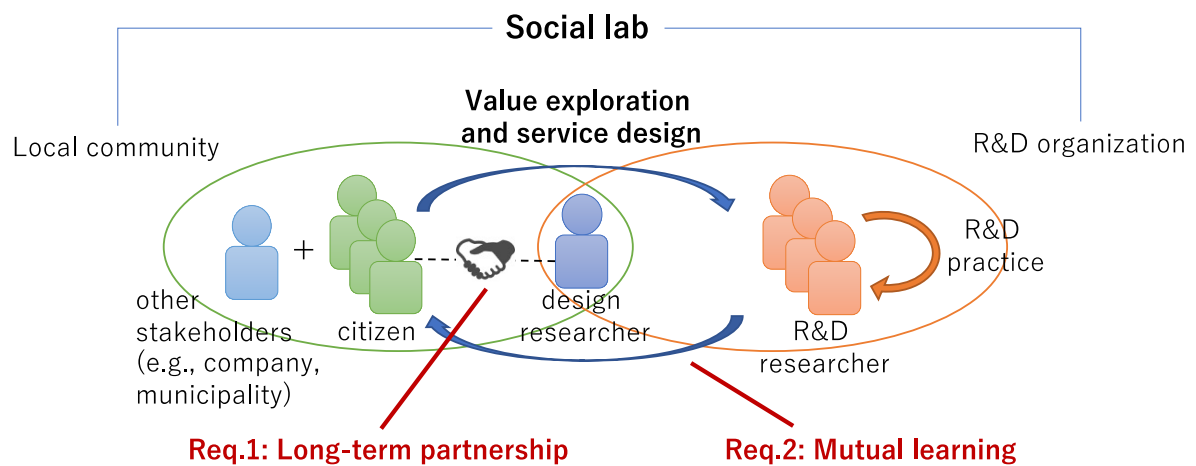 Social lab
Value exploration
and service design
Local community
R&D organization
+
R&D
practice
other
stakeholders
(e.g., company,
municipality)
citizen
design
researcher
R&D
researcher
Req.1: Long-term partnership
Req.2: Mutual learning